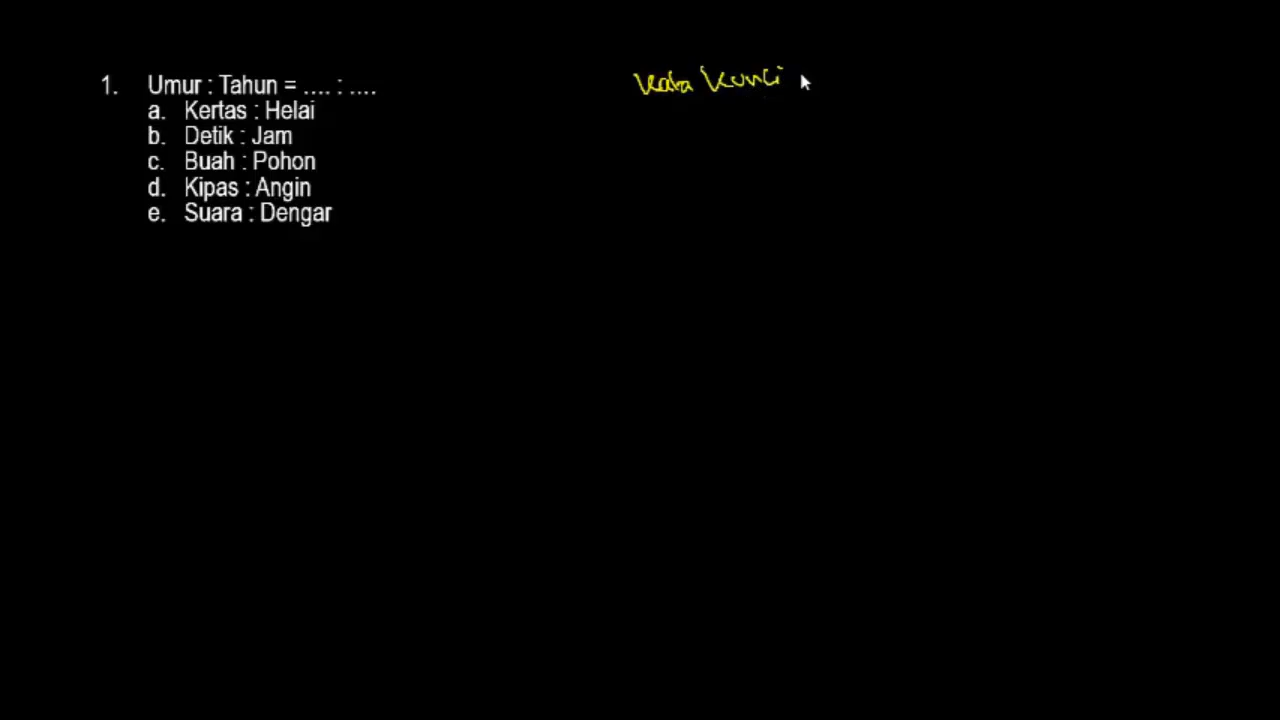 1. Umur : Tahun = .... : ....
a. Kertas : Helai
b. Detik : Jam
c. Buah : Pohon
d. Kipas : Angin
e. Suara : Dengar
Kata Kunci